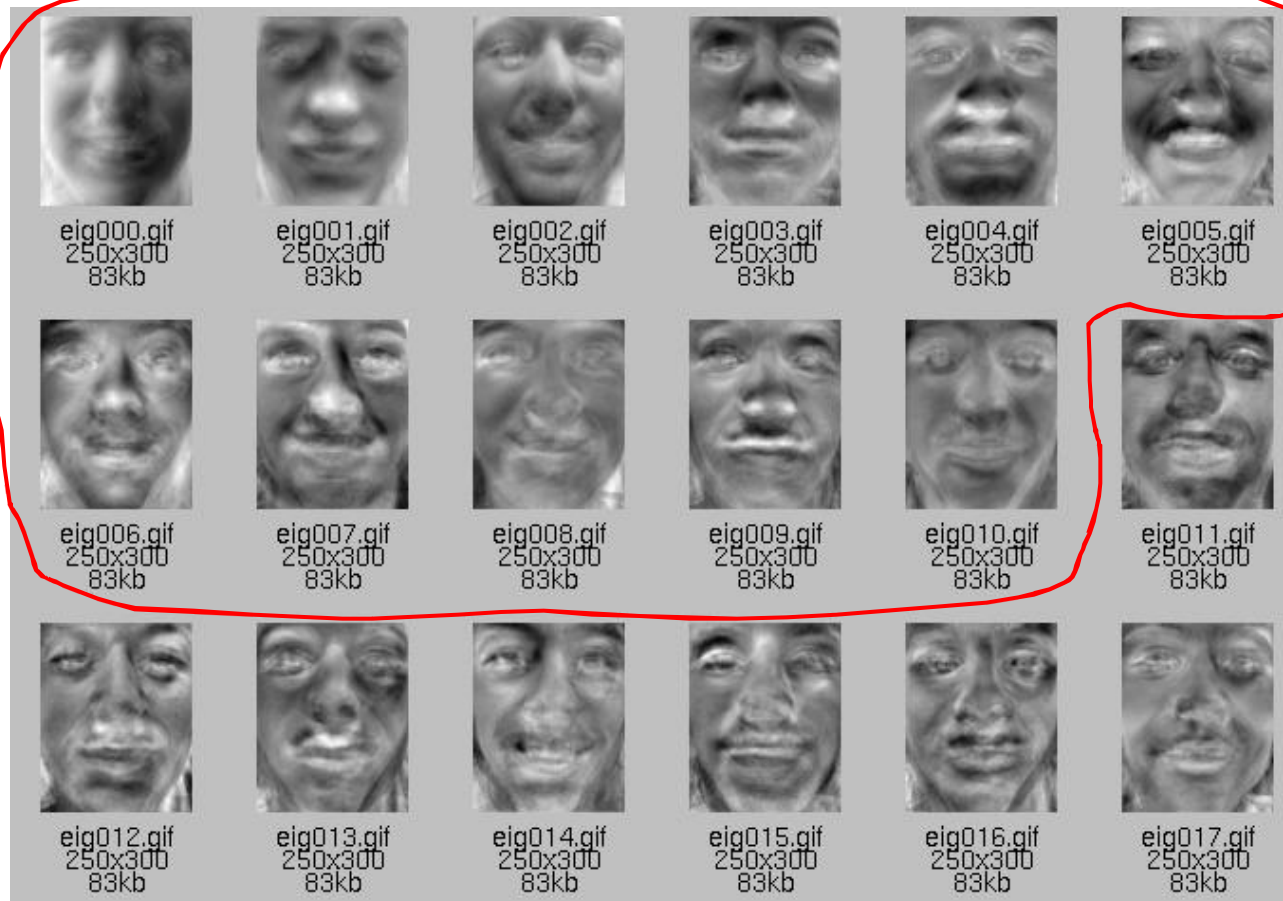 eig000.gif
250x300
83kb
eig001.gif
250x300
83kb
eig002.gif
250x300
83kb
eig003.gif
250x300
83kb
eig004.gif
250x300
83kb
eig005.gif
250x300
83kb
eig006.gif
250x300
83kb
eig007.gif
250x300
83kb
eig008.gif
250x300
83kb
eig009.gif
250x300
83kb
eig010.gif
250x300
83kb
eig011.gif
250x300
83kb
eig012.gif
250x300
83kb
eig013.gif
250x300
83kb
eig014.gif
250x300
83kb
eig015.gif
250x300
83kb
eig016.gif
250x300
83kb
eig017.gif
250x300
83kb